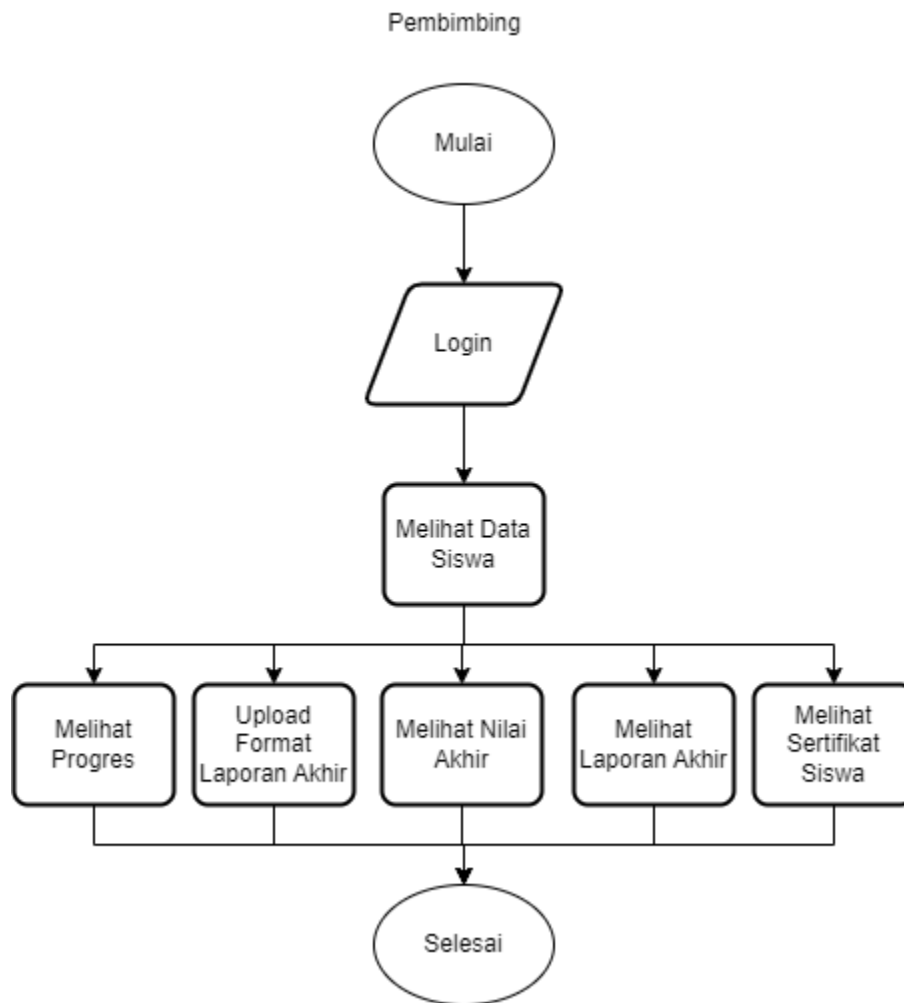 Pembimbing
Mulai
Login
Melihat Data
Siswa
Melihat
Progres
Upload
Format
Laporan Akhir
Melihat Nilai
Akhir
Melihat
Laporan Akhir
Melihat
Sertifikat
Siswa
Selesai